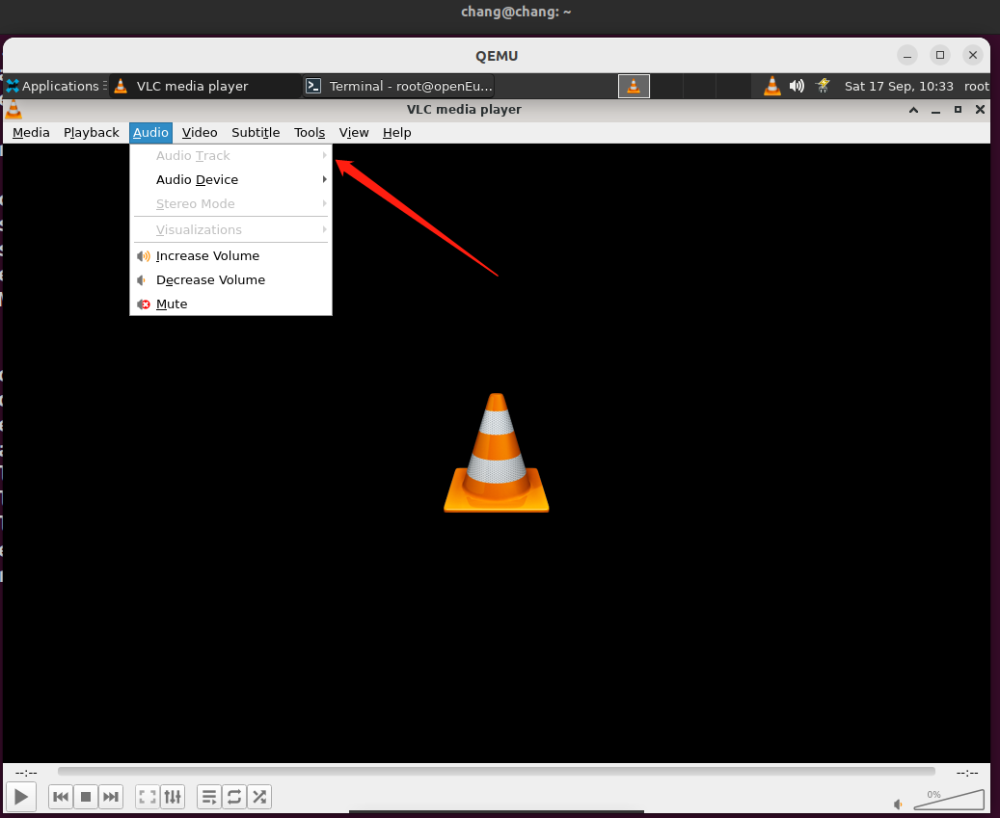 chang@chang: ~
QEMU
Applications
VLC media player
Terminal - root@openEu...
Sat 17 Sep, 10:33
root
VLC media player
Media Playback Audio Video Subtitle Tools View Help
Audio Track
Audio Device
Stereo Mode
Visualizations
Increase Volume
Decrease Volume
Mute
--:--
--:--
0%